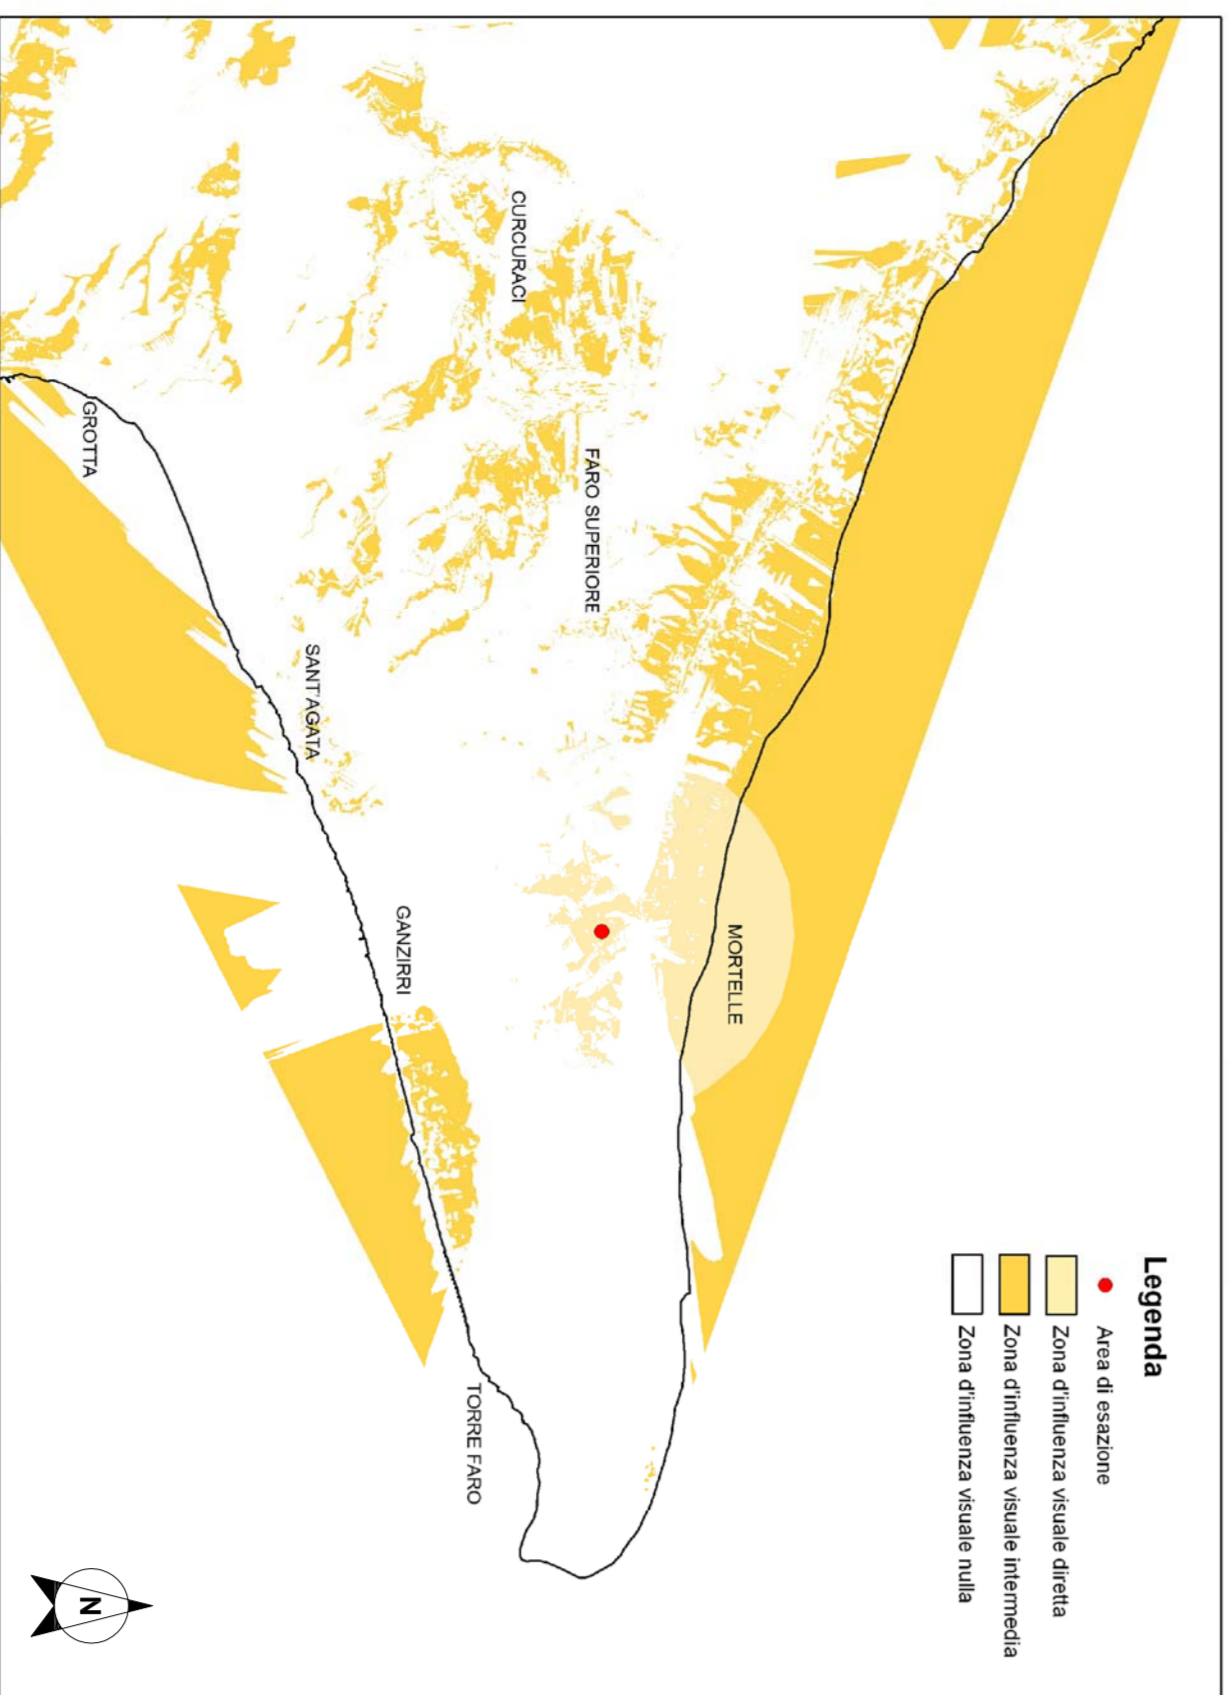 CURCURACI
FARO SUPERIORE
GROTTA
SANT'AGATA
GANZIRRI
MORTELLE
TORRE FARO
Legenda
Area di esazione
Zona d'influenza visuale diretta
Zona d'influenza visuale intermedia
Zona d'influenza visuale nulla
N